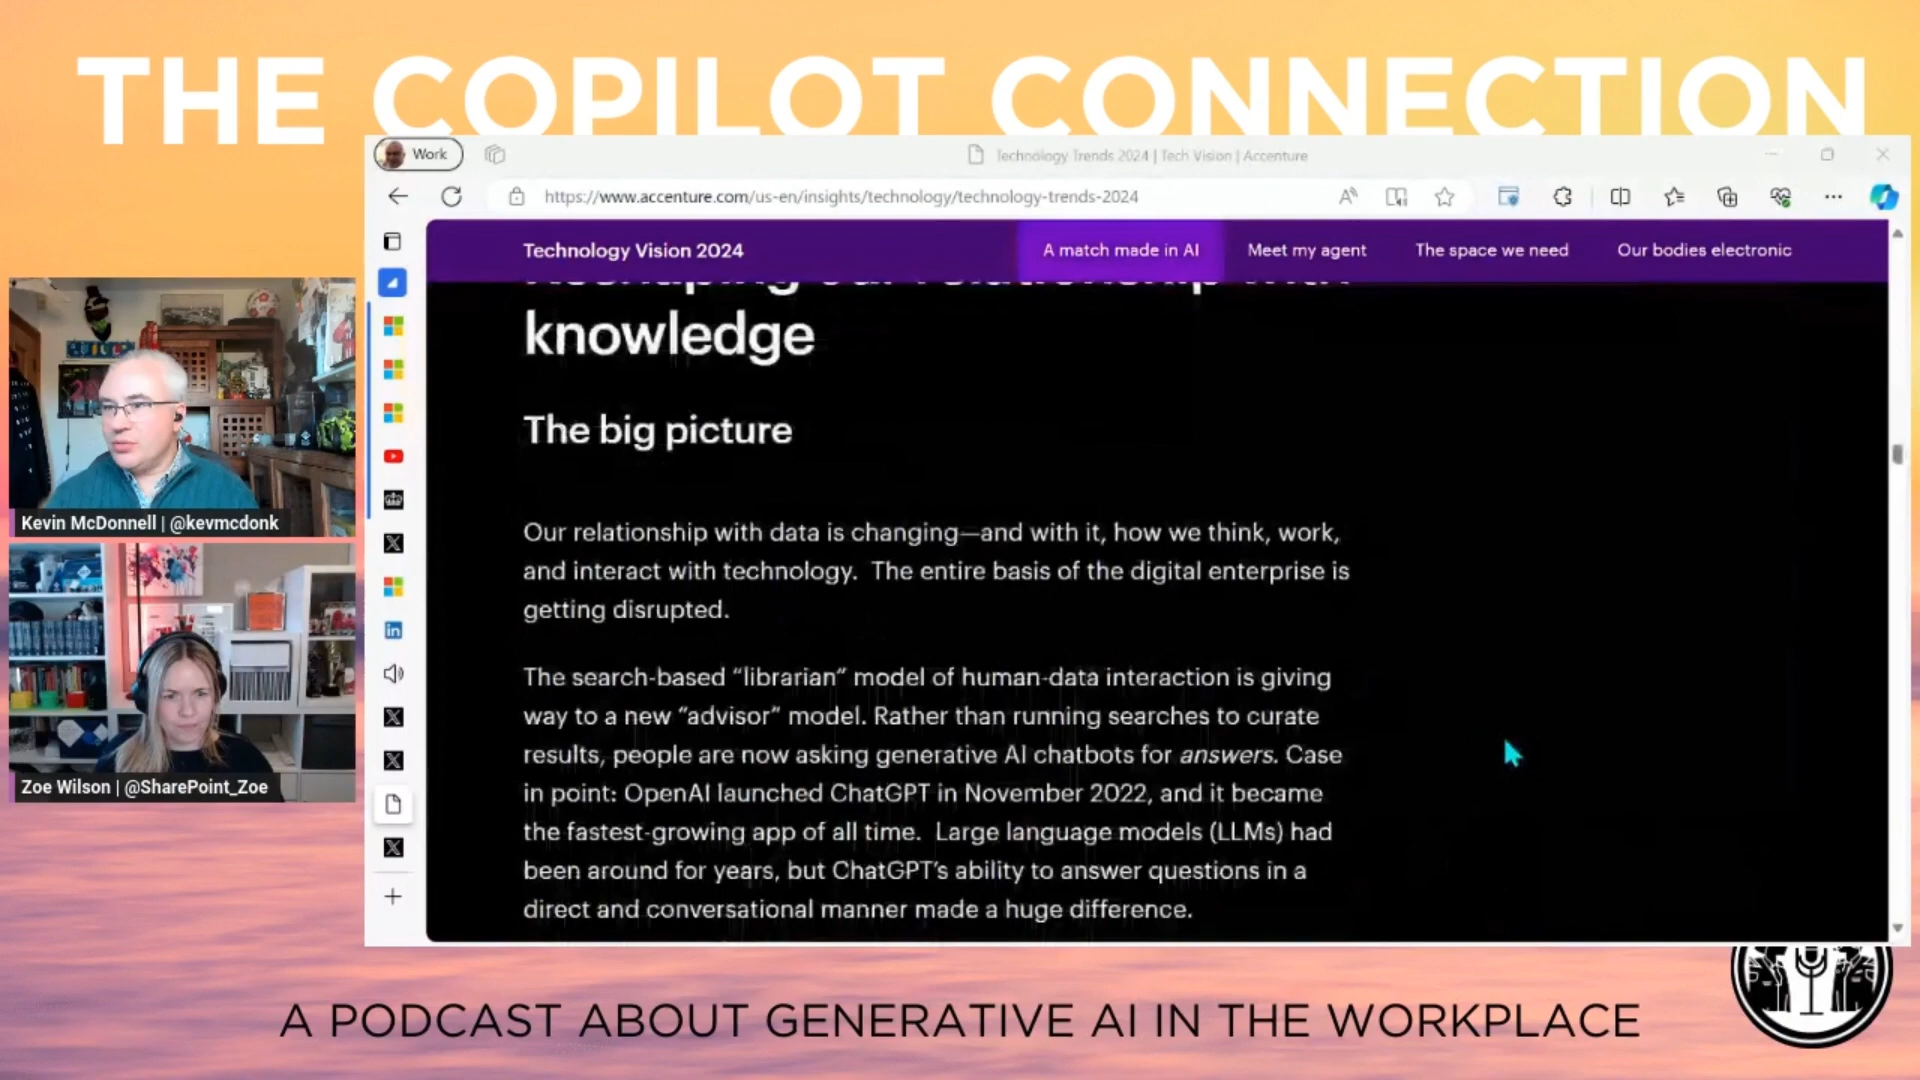 THE COPILOT CONNECTION
Work
Technology Trends 2024 | Tech Vision | Accenture
https://www.accenture.com/us-en/insights/technology/technology-trends-2024
Technology Vision 2024
A match made in AI
Meet my agent
The space we need
Our bodies electronic
Reshaping our relationship with
knowledge
The big picture
Our relationship with data is changing—and with it, how we think, work,
and interact with technology. The entire basis of the digital enterprise is
getting disrupted.
The search-based “librarian” model of human-data interaction is giving
way to a new “advisor” model. Rather than running searches to curate
results, people are now asking generative AI chatbots for answers. Case
in point: OpenAI launched ChatGPT in November 2022, and it became
the fastest-growing app of all time. Large language models (LLMs) had
been around for years, but ChatGPT’s ability to answer questions in a
direct and conversational manner made a huge difference.
Kevin McDonnell | @kevmcdonk
Zoe Wilson | @SharePoint_Zoe
A PODCAST ABOUT GENERATIVE AI IN THE WORKPLACE